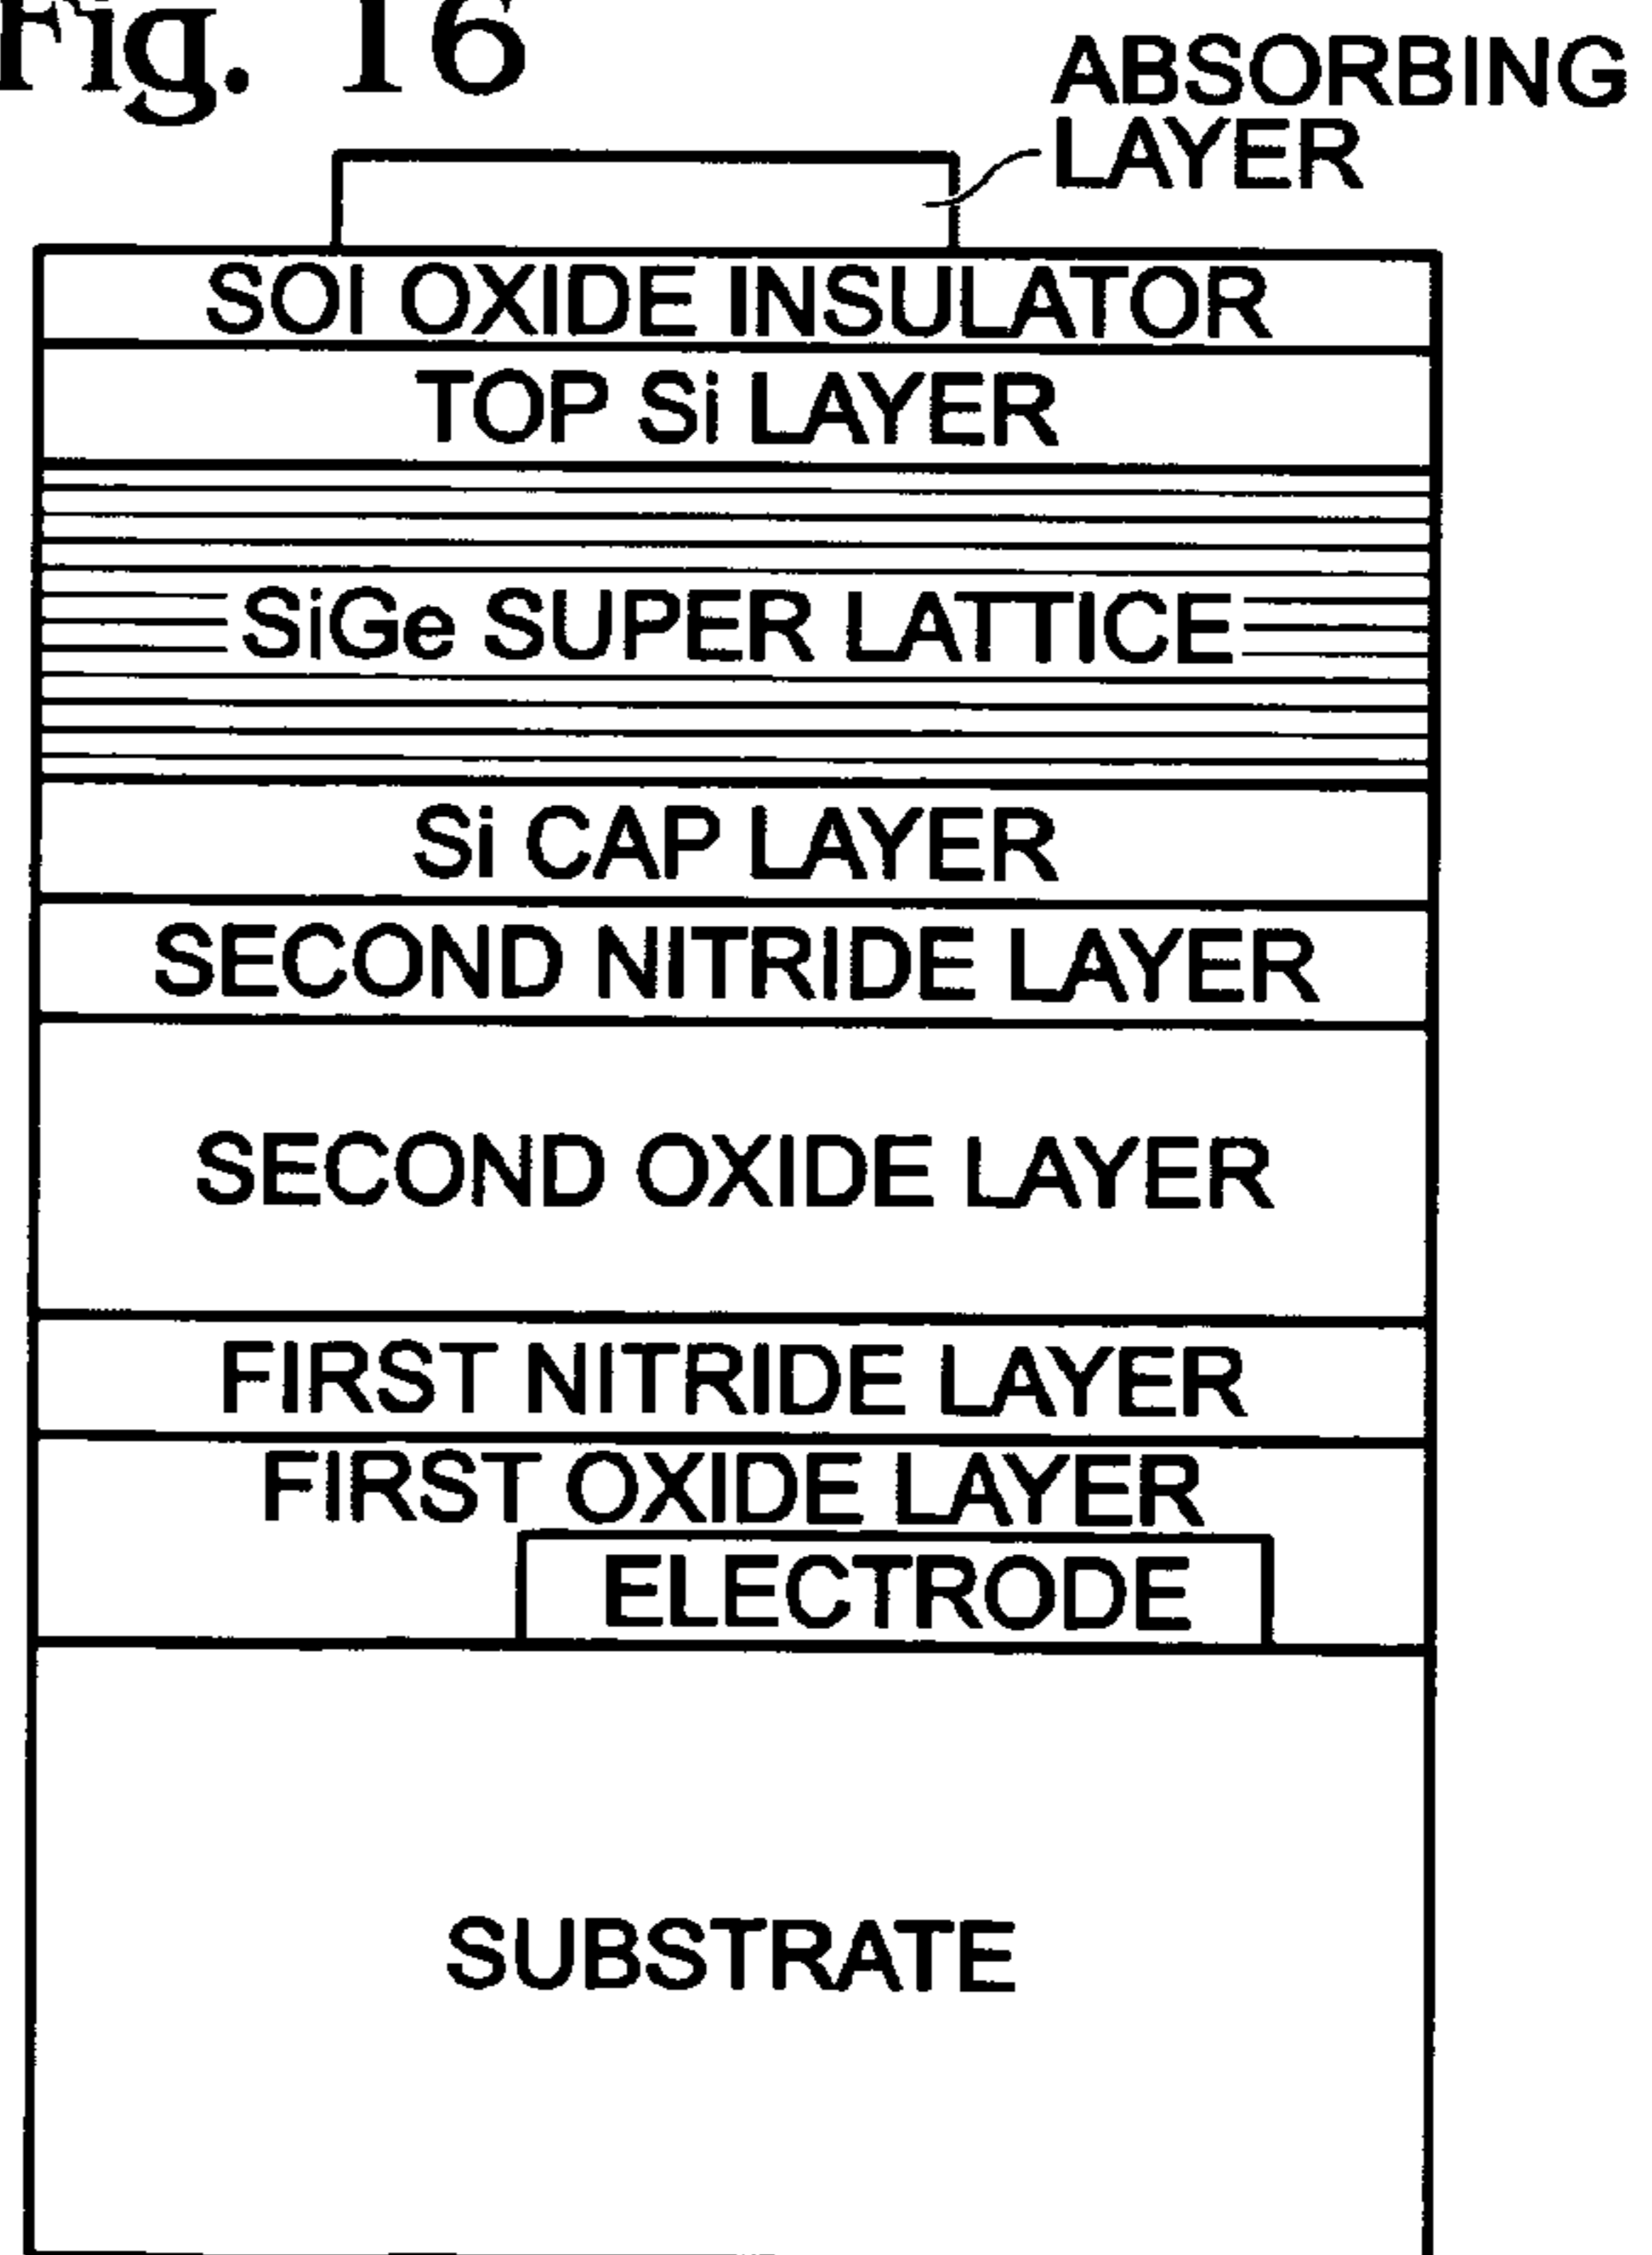 Fig. 16
ABSORBING
LAYER
SOI OXIDE INSULATOR
TOP Si LAYER
SiGe SUPER LATTICE
Si CAP LAYER
SECOND NITRIDE LAYER
SECOND OXIDE LAYER
FIRST NITRIDE LAYER
FIRST OXIDE LAYER
ELECTRODE
SUBSTRATE